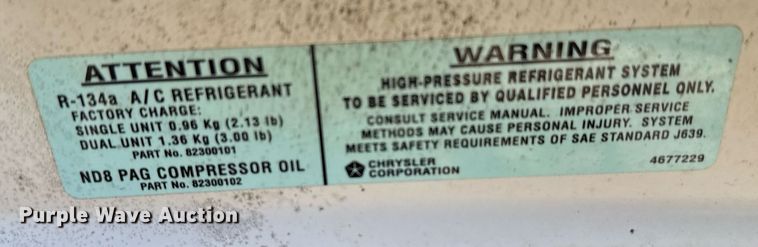 ATTENTION
R-134a A/C REFRIGERANT
FACTORY CHARGE:
SINGLE UNIT 0.96 Kg (2.13 lb)
DUAL UNIT 1.36 Kg (3.00 lb)
PART No. 82300101
ND8 PAG COMPRESSOR OIL
PART No. 82300102
WARNING
HIGH-PRESSURE REFRIGERANT SYSTEM
TO BE SERVICED BY QUALIFIED PERSONNEL ONLY.
CONSULT SERVICE MANUAL. IMPROPER SERVICE
METHODS MAY CAUSE PERSONAL INJURY. SYSTEM
MEETS SAFETY REQUIREMENTS OF SAE STANDARD J639.
CHRYSLER
CORPORATION
4677229
Purple Wave Auction